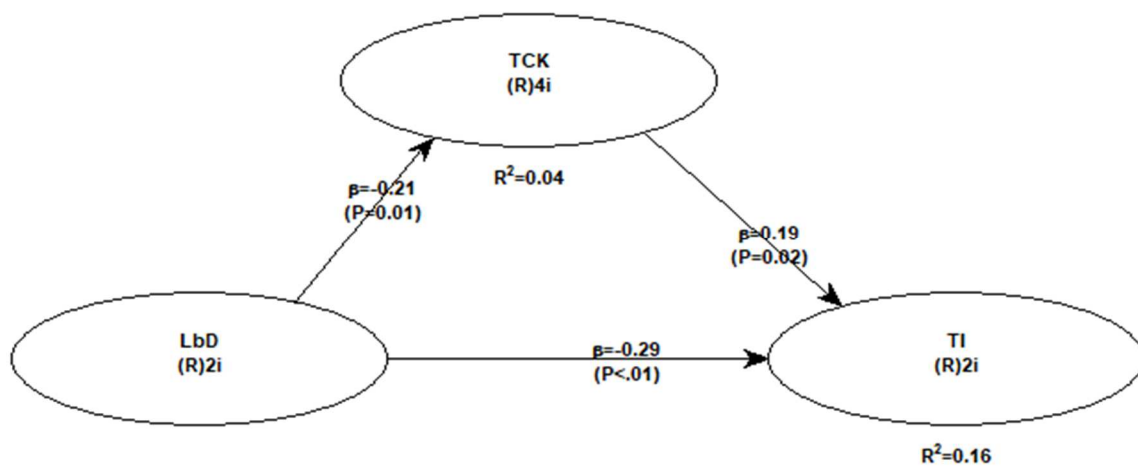 TCK
(R)4i
R²=0.04
β=-0.21
(P=0.01)
β=0.19
(P=0.02)
LbD
(R)2i
β=-0.29
(P<.01)
TI
(R)2i
R²=0.16